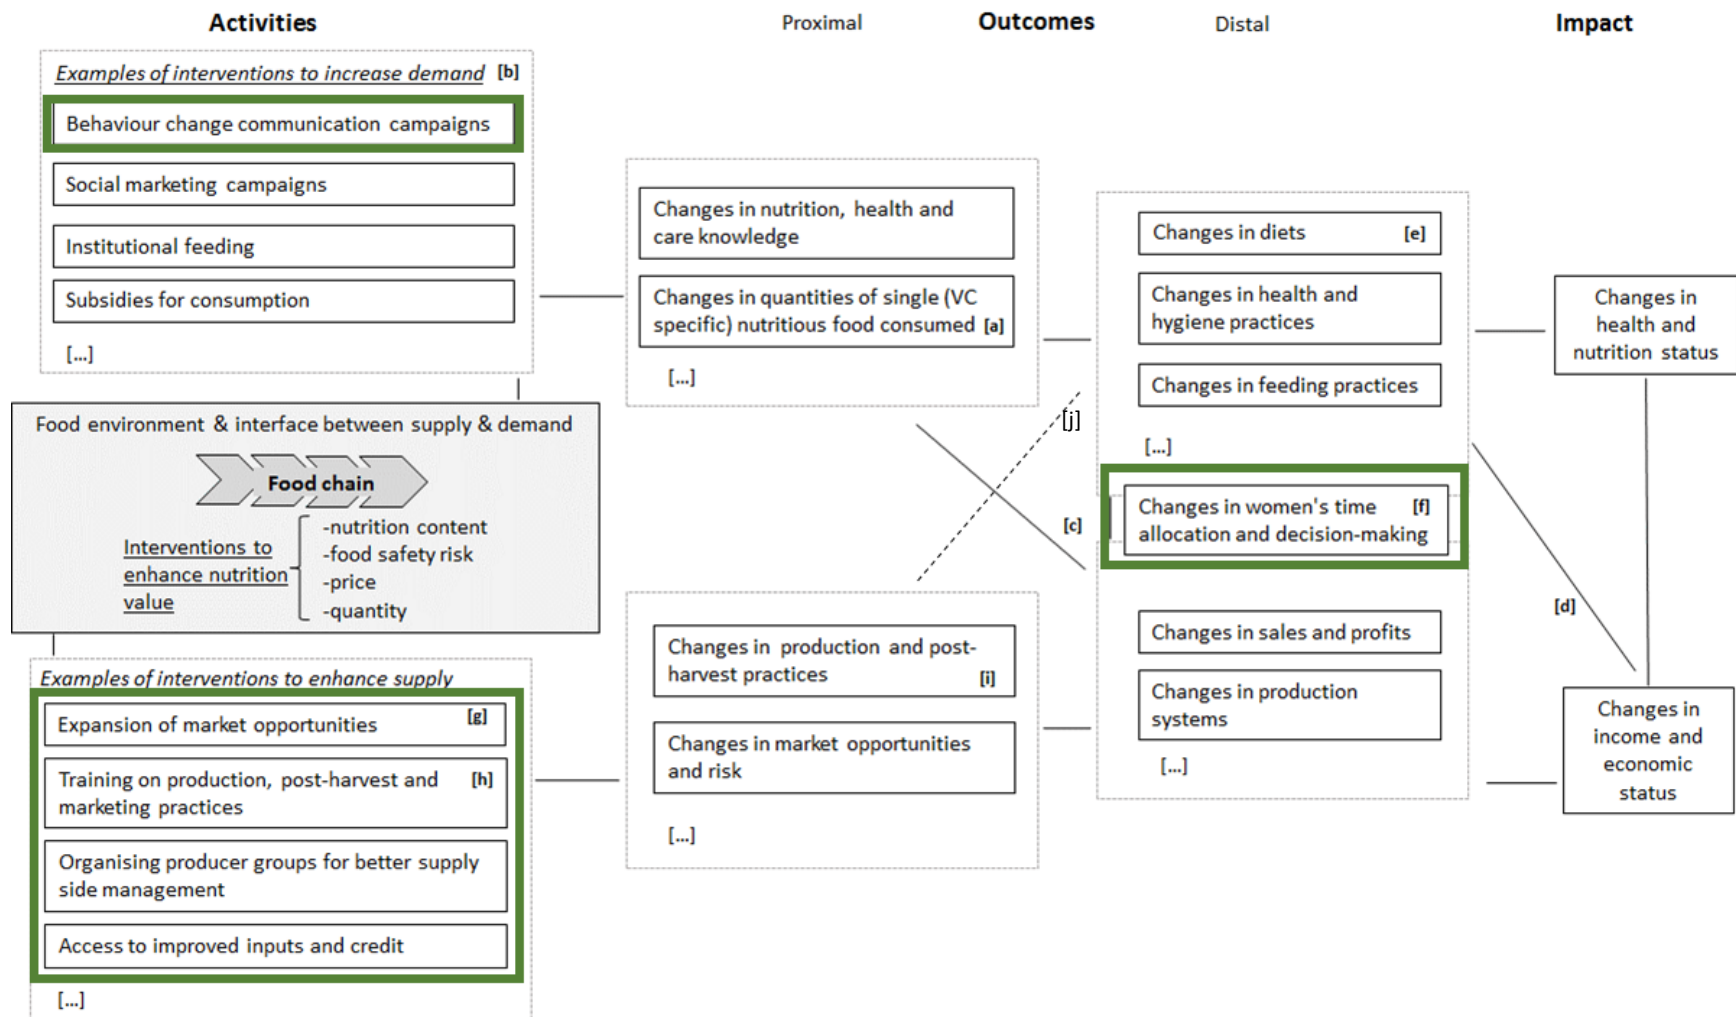 Activities
Proximal
Outcomes
Distal
Impact
Examples of interventions to increase demand [b]
Behaviour change communication campaigns
Social marketing campaigns
Institutional feeding
Subsidies for consumption
[...]
Food environment & interface between supply & demand
Food chain
Interventions to
enhance nutrition
value
-nutrition content
-food safety risk
-price
-quantity
Examples of interventions to enhance supply
Expansion of market opportunities [g]
Training on production, post-harvest and [h]
marketing practices
Organising producer groups for better supply
side management
Access to improved inputs and credit
[...]
Changes in nutrition, health and
care knowledge
Changes in quantities of single (VC
specific) nutritious food consumed [a]
[...]
[j]
[c]
Changes in production and post-
harvest practices [i]
Changes in market opportunities
and risk
[...]
Changes in diets [e]
Changes in health and
hygiene practices
Changes in feeding practices
[...]
Changes in women's time [f]
allocation and decision-making
Changes in sales and profits
Changes in production
systems
[...]
[d]
Changes in
health and
nutrition status
Changes in
income and
economic
status